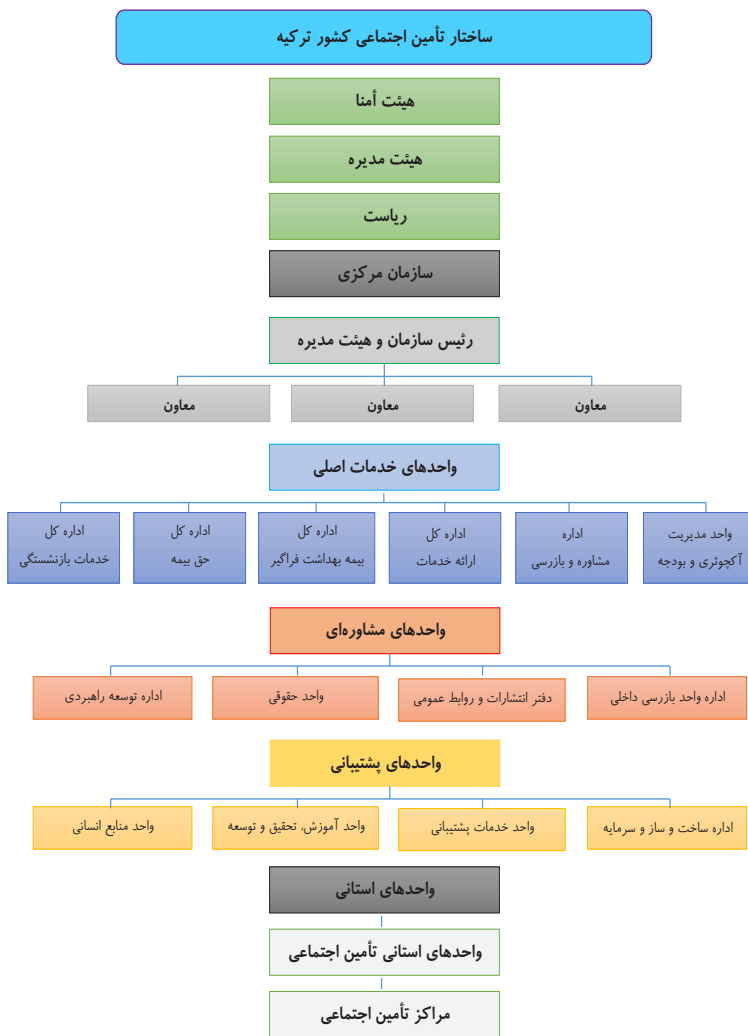 ساختار تأمین اجتماعی کشور ترکیه
هیئت أمنا
هیئت مدیره
ریاست
سازمان مرکزی
رئیس سازمان و هیئت مدیره
معاون
معاون
معاون
واحدهای خدمات اصلی
واحد مدیریت
آکچوئری و بودجه
اداره
مشاوره و بازرسی
اداره کل
ارائه خدمات
اداره کل
بیمه بهداشت فراگیر
اداره کل
حق بیمه
اداره کل
خدمات بازنشستگی
واحدهای مشاوره‌ای
اداره واحد بازرسی داخلی
دفتر انتشارات و روابط عمومی
واحد حقوقی
اداره توسعه راهبردی
واحدهای پشتیبانی
اداره ساخت و ساز و سرمایه
واحد خدمات پشتیبانی
واحد آموزش، تحقیق و توسعه
واحد منابع انسانی
واحدهای استانی
واحدهای استانی تأمین اجتماعی
مراکز تأمین اجتماعی